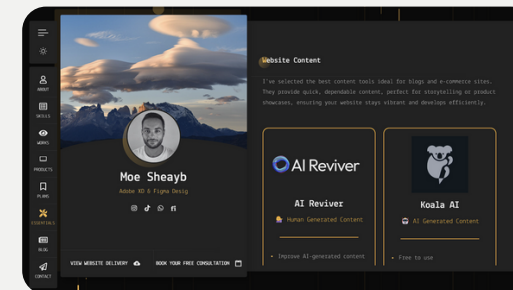 ABOUT
SKILLS
WORKS
PRODUCTS
PLANS
ESSENTIALS
BLOG
CONTACT
Moe Sheayb
Adobe XD & Figma Desig
VIEW WEBSITE DELIVERY
BOOK YOUR FREE CONSULTATION
Website Content
I've selected the best content tools ideal for blogs and e-commerce sites.
They provide quick, dependable content, perfect for storytelling or product
showcases, ensuring your website stays vibrant and develops efficiently.
AI Reviver
AI Reviver
Human Generated Content
• Improve AI-generated content
Koala AI
AI Generated Content
• Free to use